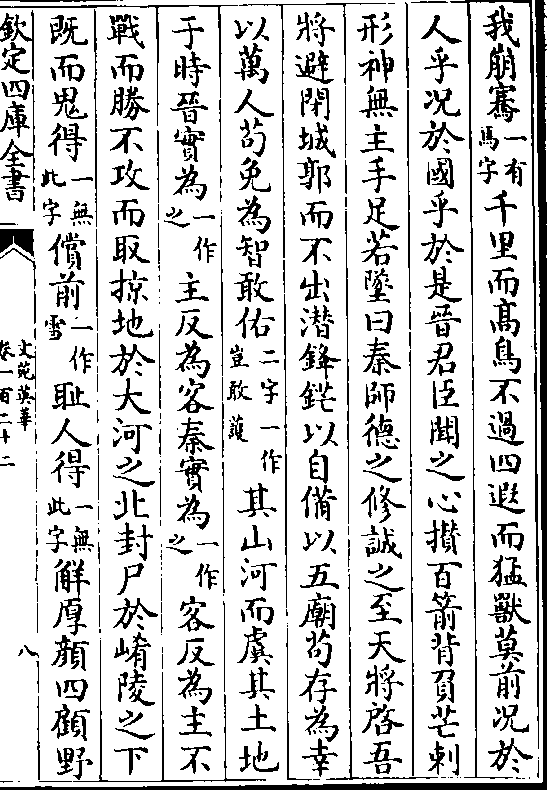 我崩騫一有馬字千里而高鳥不過四遐而猛獸莫前况於
人乎况於國乎於是晉君臣聞之心攢百箭背負芒刺
形神無主手足若墜曰秦師德之修誠之至天將啓吾
將避閉城郭而不出潜鋒鋩以自備以五廟苟存為幸
以萬人苟免為智敢佑二字一作豈敢䕶其山河而虞其土地
于時晉實為一作之主反為客秦實為一作之客反為主不
戰而勝不攻而取掠地於大河之北封尸於崤陵之下
既而鬼得一無此字償前一作雪耻人得一無此字解厚顔四顧野
欽定四庫全書
文苑英華
卷一百二十二
八